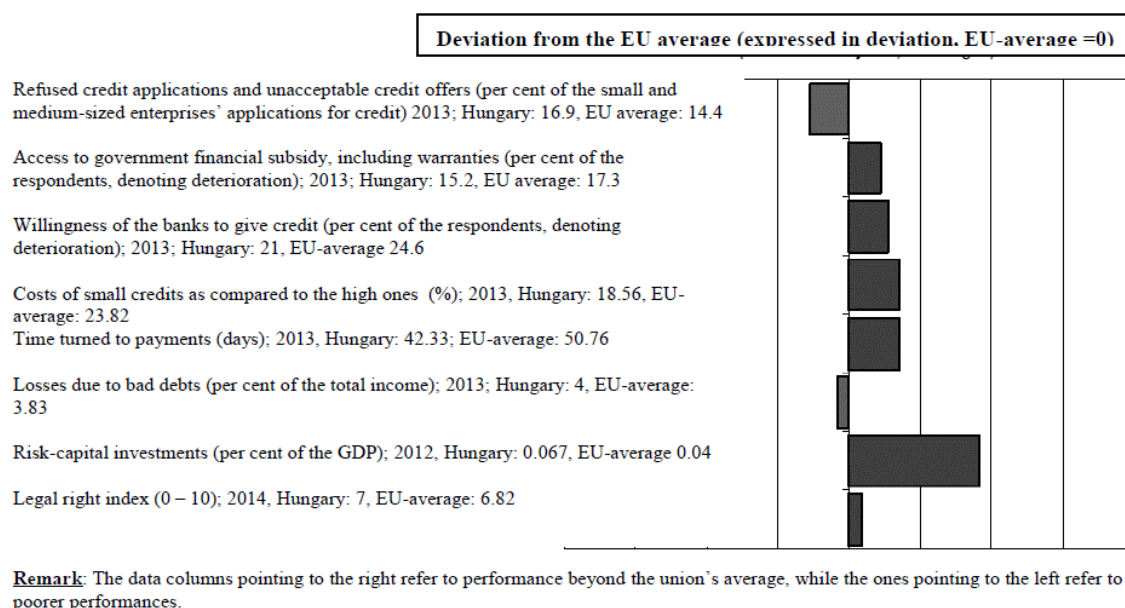 Deviation from the EU average (expressed in deviation. EU-average =0)
Refused credit applications and unacceptable credit offers (per cent of the small and
medium-sized enterprises’ applications for credit) 2013; Hungary: 16.9, EU average: 14.4
Access to government financial subsidy, including warranties (per cent of the
respondents, denoting deterioration); 2013; Hungary: 15.2, EU average: 17.3
Willingness of the banks to give credit (per cent of the respondents, denoting
deterioration); 2013; Hungary: 21, EU-average 24.6
Costs of small credits as compared to the high ones (%); 2013, Hungary: 18.56, EU-
average: 23.82
Time turned to payments (days); 2013, Hungary: 42.33; EU-average: 50.76
Losses due to bad debts (per cent of the total income); 2013; Hungary: 4, EU-average:
3.83
Risk-capital investments (per cent of the GDP); 2012, Hungary: 0.067, EU-average 0.04
Legal right index (0 – 10); 2014, Hungary: 7, EU-average: 6.82
Remark: The data columns pointing to the right refer to performance beyond the union’s average, while the ones pointing to the left refer to
poorer performances.